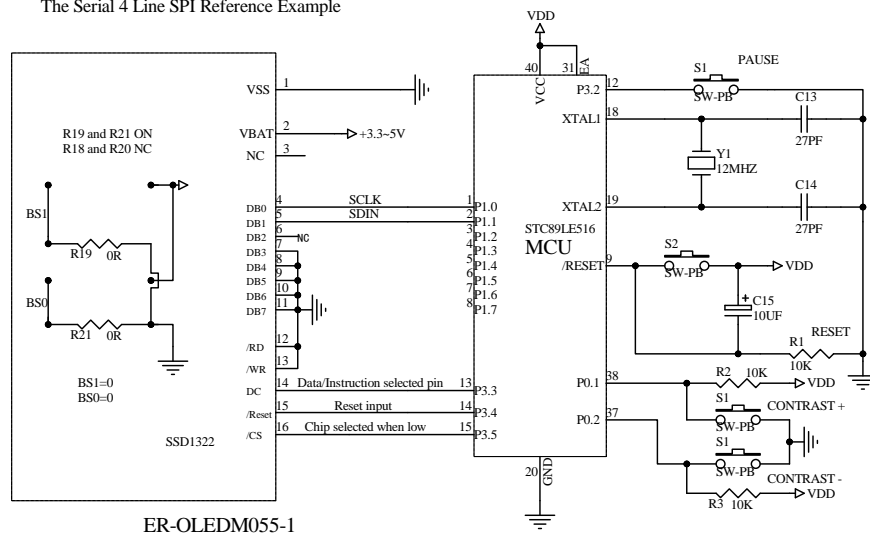 The Serial 4 Line SPI Reference Example
VDD
40
31
VCC
EA
S1
PAUSE
SW-PB
VSS
1
P3.2
12
VBAT
2
+3.3~5V
NC
3
R19 and R21 ON
R18 and R20 NC
XTAL1
18
C13
27PF
Y1
12MHZ
XTAL2
19
C14
27PF
DB0
4
SCLK
1
P1.0
DB1
5
SDIN
2
P1.1
DB2
6
NC
3
P1.2
DB3
7
4
P1.3
DB4
8
5
P1.4
DB5
9
6
P1.5
DB6
10
7
P1.6
DB7
11
8
P1.7
BS1
R19
0R
BS0
R21
0R
STC89LE516
MCU
/RESET
9
S2
SW-PB
VDD
C15
10UF
+
R1
10K
RESET
/RD
12
/WR
13
DC
14
Data/Instruction selected pin
13
P3.3
/Reset
15
Reset input
14
P3.4
/CS
16
Chip selected when low
15
P3.5
BS1=0
BS0=0
SSD1322
P0.1
38
R2
10K
VDD
S1
CONTRAST +
SW-PB
P0.2
37
S1
SW-PB
CONTRAST -
R3
10K
VDD
20
GND
ER-OLEDM055-1